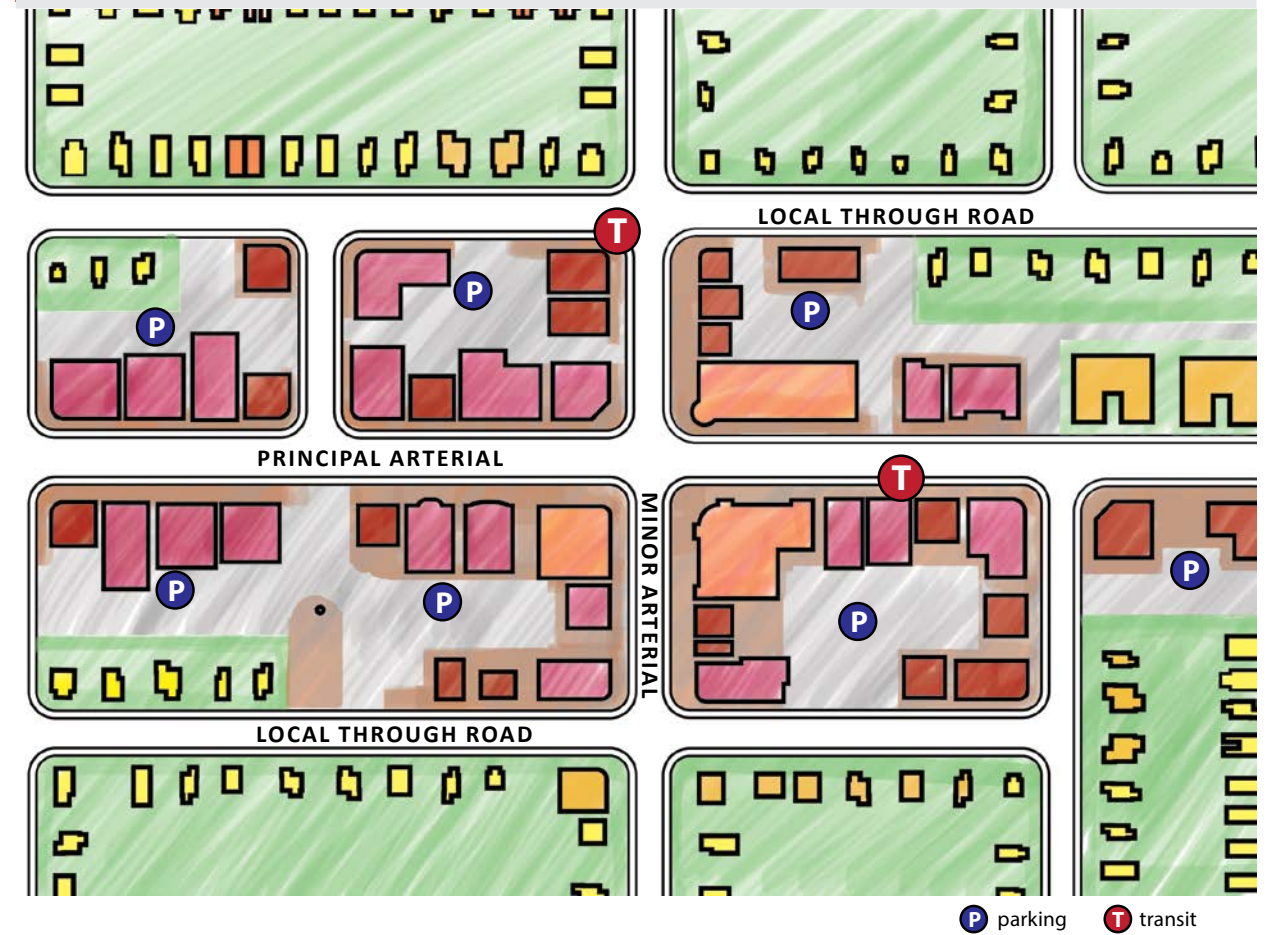 LOCAL THROUGH ROAD
T
P
P
P
PRINCIPAL ARTERIAL
T
MINOR ARTERIAL
P
P
P
P
LOCAL THROUGH ROAD
P parking
T transit